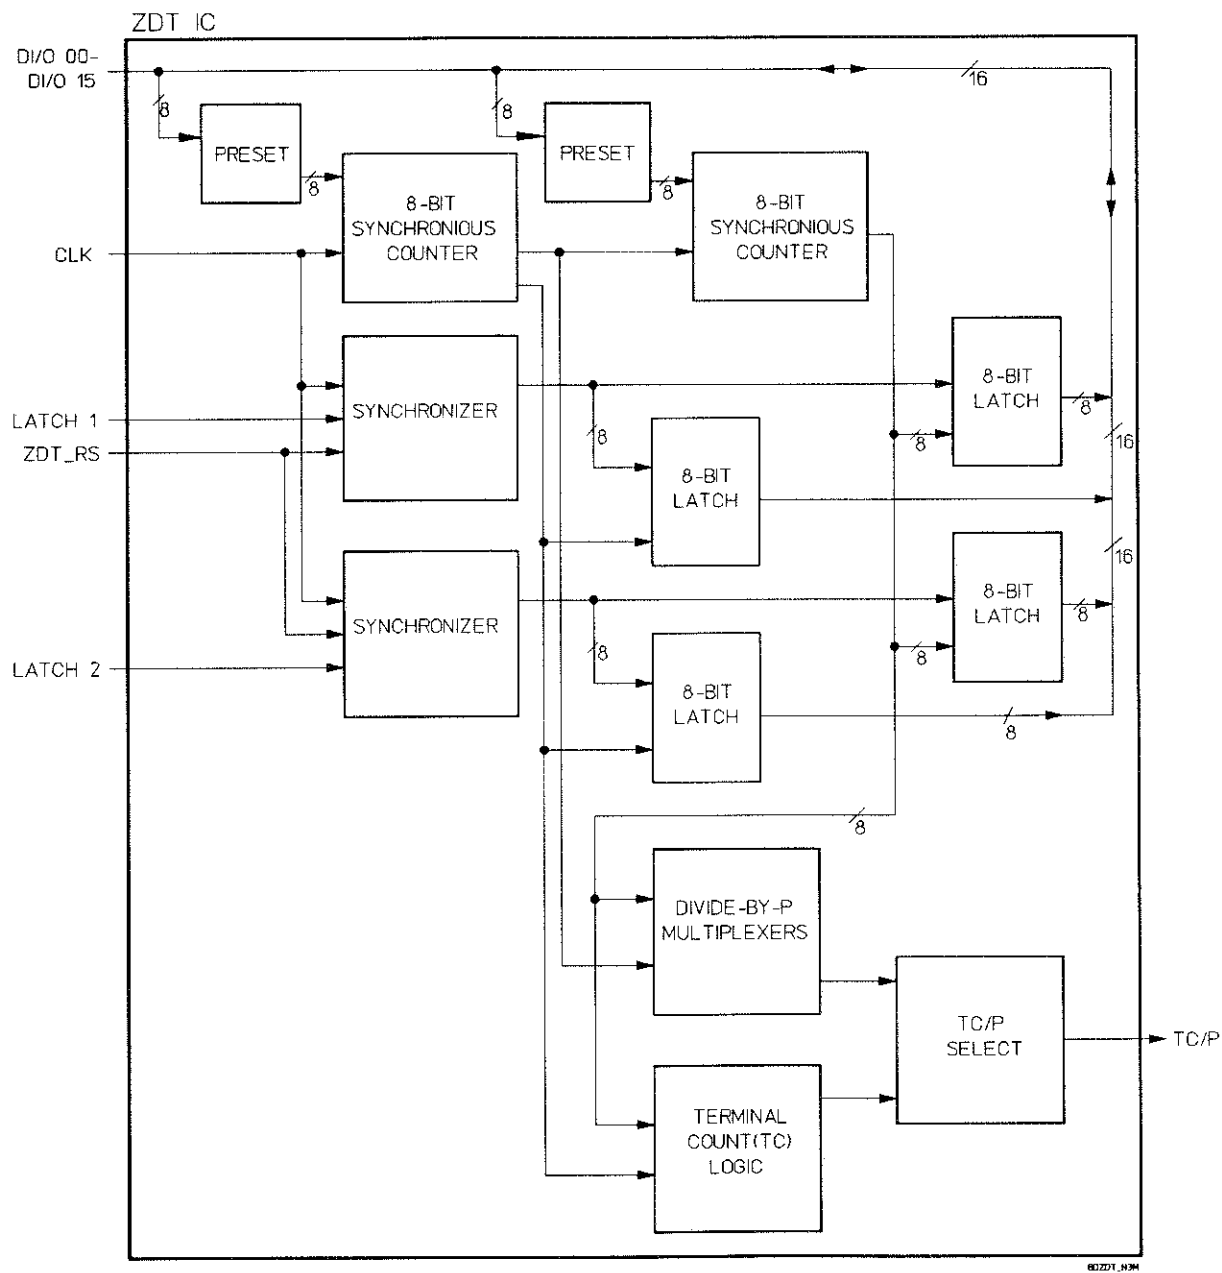 ZDT IC
DI/O 00-
DI/O 15
16
8
8
PRESET
PRESET
8
8
8-BIT
SYNCHRONIOUS
COUNTER
8-BIT
SYNCHRONIOUS
COUNTER
CLK
8-BIT
LATCH
8
LATCH 1
SYNCHRONIZER
8
8
16
ZDT_RS
8-BIT
LATCH
16
8-BIT
LATCH
8
SYNCHRONIZER
8
8
LATCH 2
8-BIT
LATCH
8
8
DIVIDE-BY-P
MULTIPLEXERS
TC/P
SELECT
TC/P
TERMINAL
COUNT(TC)
LOGIC
6DZDT_N3M